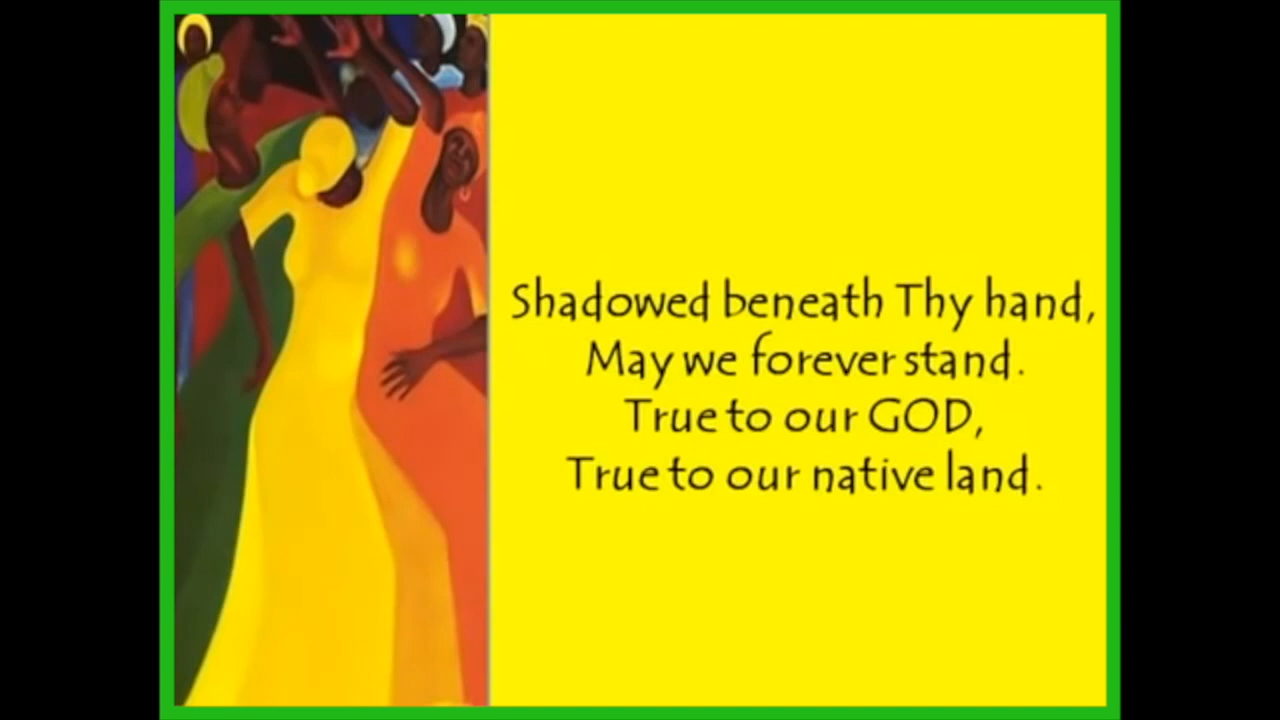 Shadowed beneath Thy hand,
May we forever stand.
True to our GOD,
True to our native land.